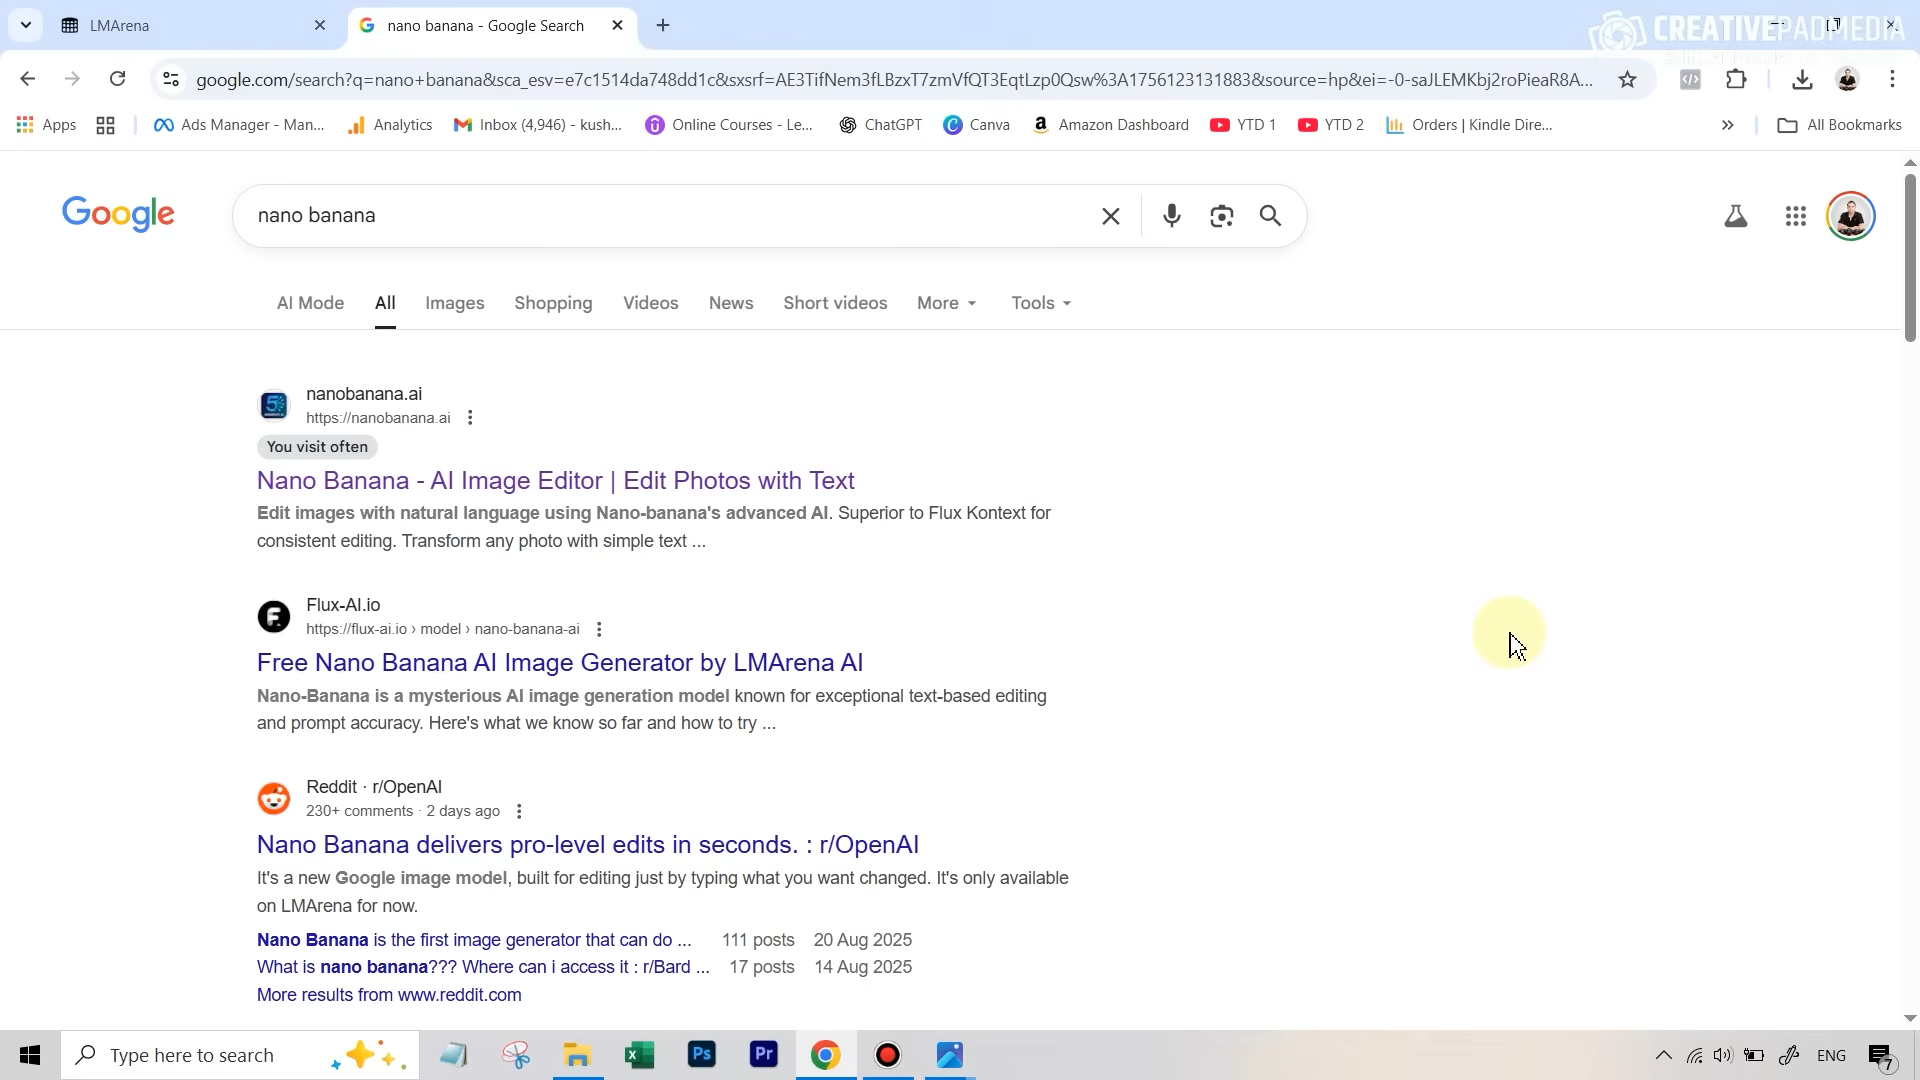 LMArena
nano banana - Google Search
CREATIVEPADMEDIA
google.com/search?q=nano+banana&sca_esv=e7c1514da748dd1c&sxsrf=AE3TifNem3fLBzxT7zmVfQT3EqtLzp0Qsw%3A1756123131883&source=hp&ei=-0-saJLEMKbj2roPieaR8A...
Apps
Ads Manager - Man...
Analytics
Inbox (4,946) - kush...
Online Courses - Le...
ChatGPT
Canva
Amazon Dashboard
YTD 1
YTD 2
Orders | Kindle Dire...
All Bookmarks
Google
nano banana
AI Mode
All
Images
Shopping
Videos
News
Short videos
More
Tools
nanobanana.ai
https://nanobanana.ai
You visit often
Nano Banana - AI Image Editor | Edit Photos with Text
Edit images with natural language using Nano-banana's advanced AI. Superior to Flux Kontext for
consistent editing. Transform any photo with simple text ...
Flux-AI.io
https://flux-ai.io › model › nano-banana-ai
Free Nano Banana AI Image Generator by LMArena AI
Nano-Banana is a mysterious AI image generation model known for exceptional text-based editing
and prompt accuracy. Here's what we know so far and how to try ...
Reddit · r/OpenAI
230+ comments · 2 days ago
Nano Banana delivers pro-level edits in seconds. : r/OpenAI
It's a new Google image model, built for editing just by typing what you want changed. It's only available
on LMArena for now.
Nano Banana is the first image generator that can do ... 111 posts 20 Aug 2025
What is nano banana??? Where can i access it : r/Bard ... 17 posts 14 Aug 2025
More results from www.reddit.com
Type here to search
Ps
Pr
ENG
7